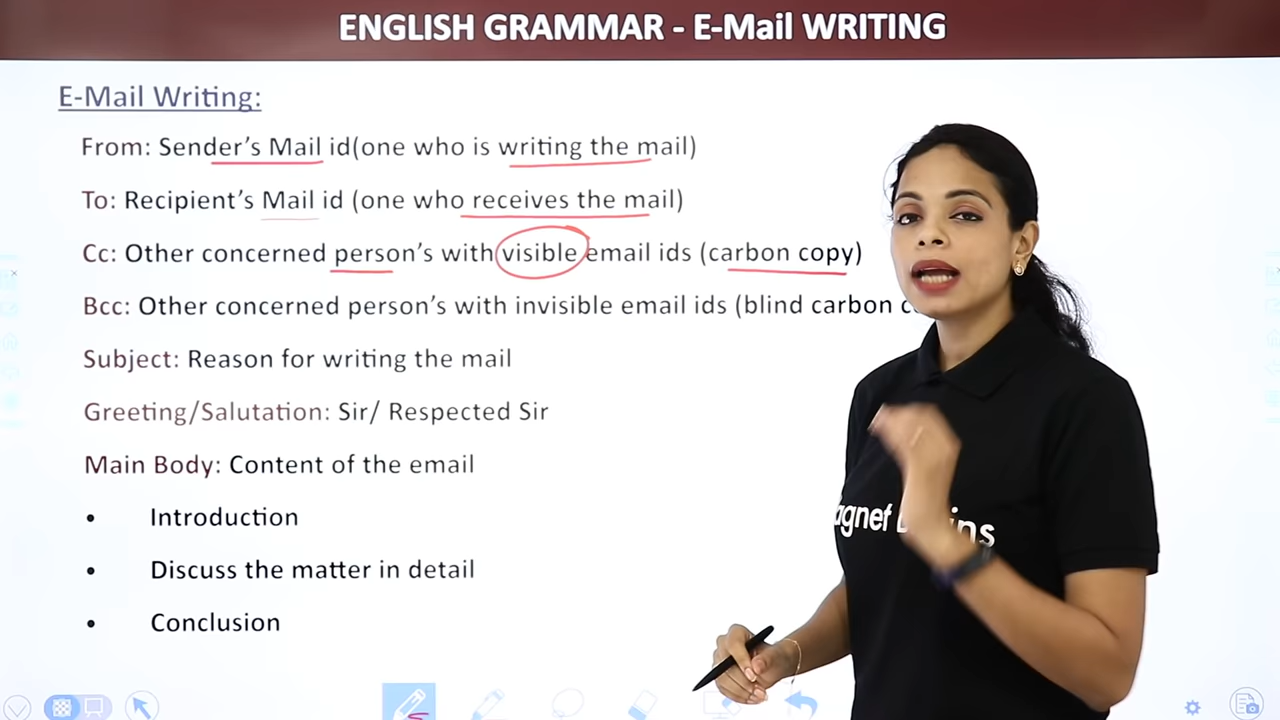 ENGLISH GRAMMAR - E-Mail WRITING
E-Mail Writing:
From: Sender's Mail id(one who is writing the mail)
To: Recipient's Mail id (one who receives the mail)
Cc: Other concerned person's with visible email ids (carbon copy)
Bcc: Other concerned person's with invisible email ids (blind carbon
Subject: Reason for writing the mail
Greeting/Salutation: Sir/ Respected Sir
Main Body: Content of the email
• Introduction
• Discuss the matter in detail
• Conclusion